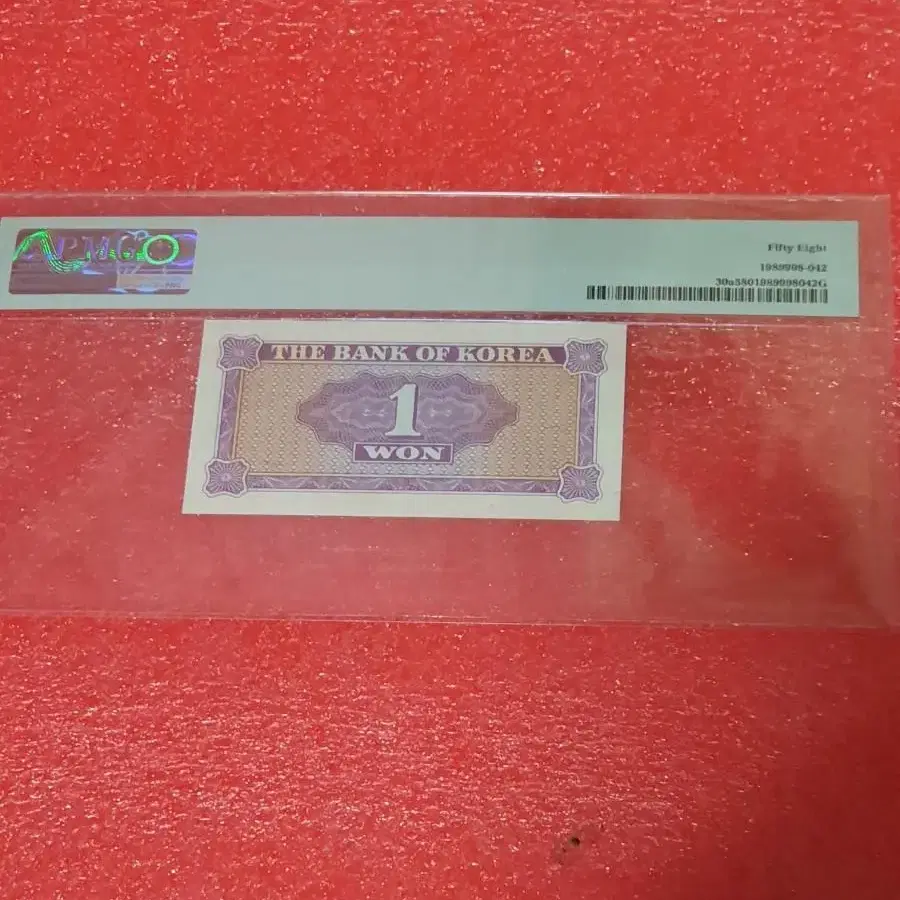 PMG
Fifty Eight
1989998-042
30a5801989998042G
THE BANK OF KOREA
1
WON